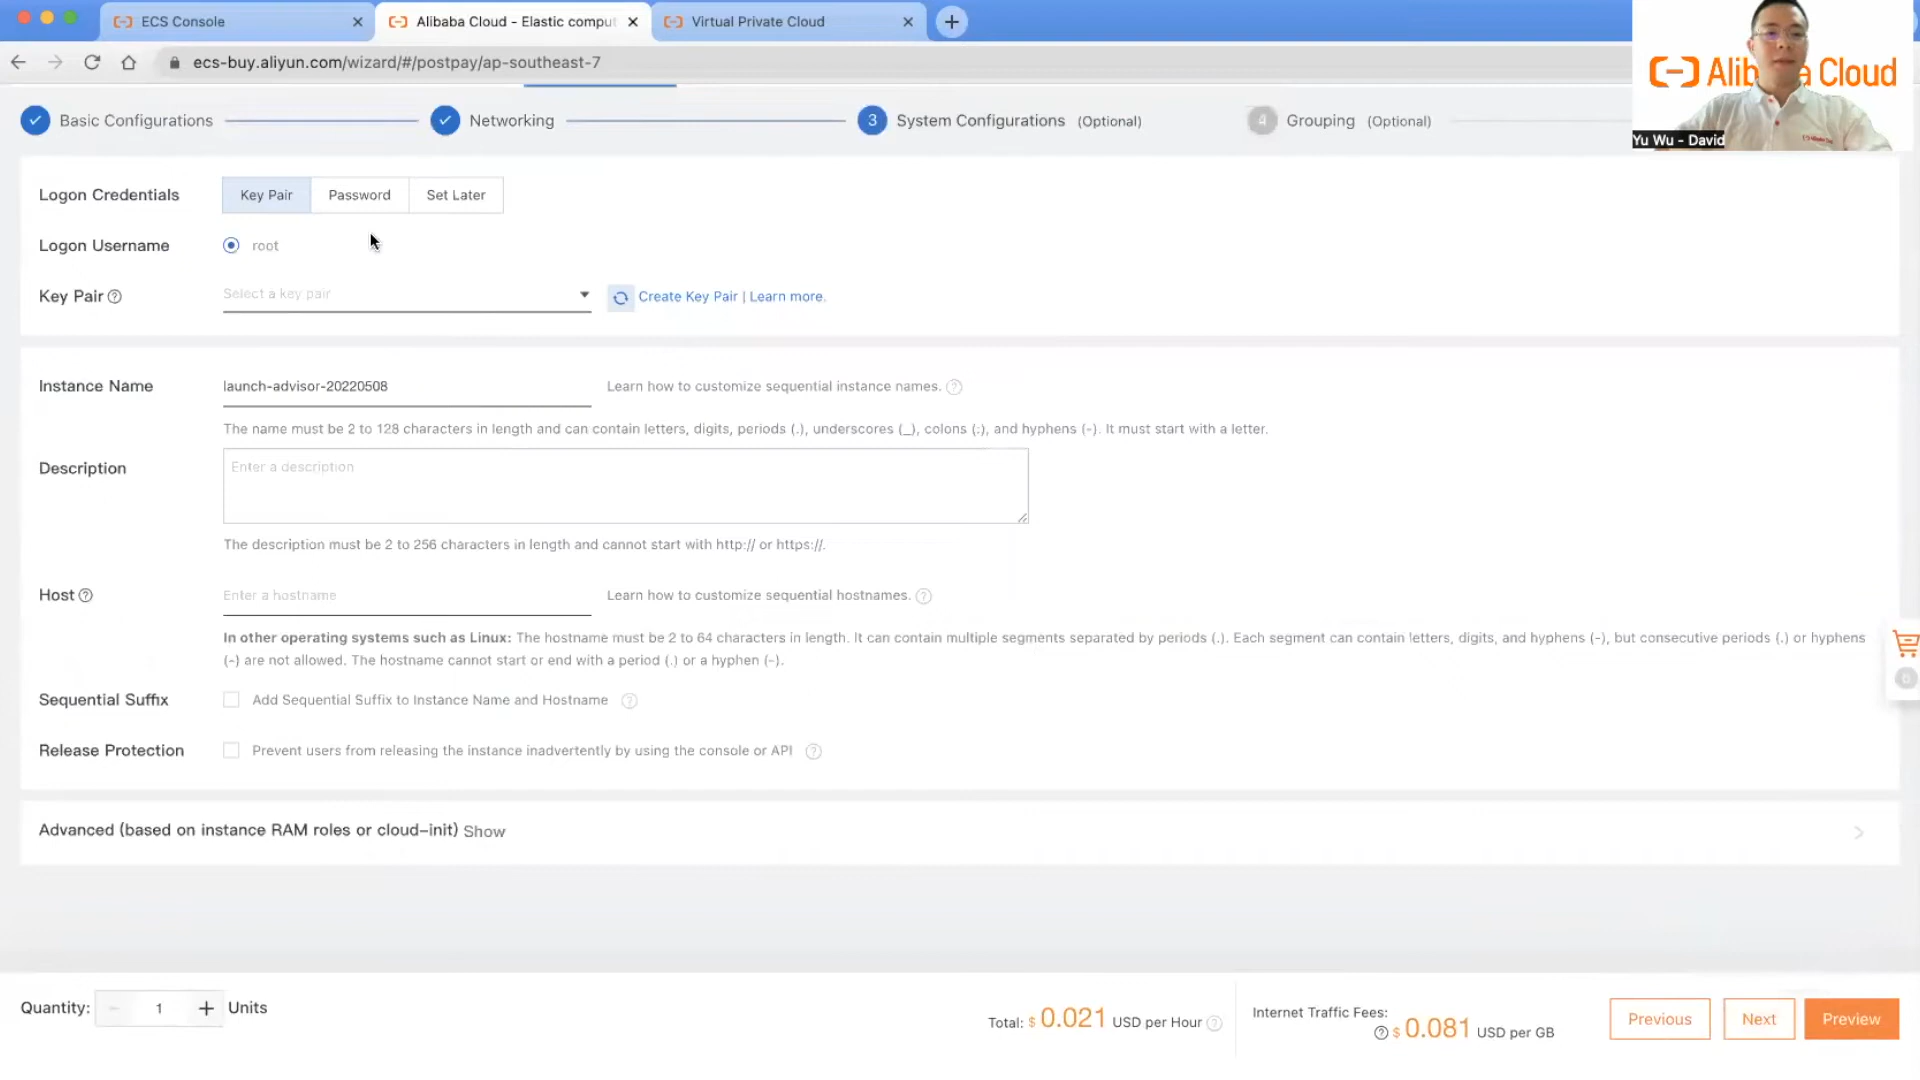 ECS Console
Alibaba Cloud - Elastic comput
Virtual Private Cloud
ecs-buy.aliyun.com/wizard/#/postpay/ap-southeast-7
Alibaba Cloud
Yu Wu - David
Basic Configurations
Networking
3 System Configurations (Optional)
4 Grouping (Optional)
Logon Credentials Key Pair Password Set Later
Logon Username root
Key Pair ? Select a key pair Create Key Pair | Learn more.
Instance Name launch-advisor-20220508 Learn how to customize sequential instance names. ?
The name must be 2 to 128 characters in length and can contain letters, digits, periods (.), underscores (_), colons (:), and hyphens (-). It must start with a letter.
Description Enter a description
The description must be 2 to 256 characters in length and cannot start with http:// or https://.
Host ? Enter a hostname Learn how to customize sequential hostnames. ?
In other operating systems such as Linux: The hostname must be 2 to 64 characters in length. It can contain multiple segments separated by periods (.). Each segment can contain letters, digits, and hyphens (-), but consecutive periods (.) or hyphens
(-) are not allowed. The hostname cannot start or end with a period (.) or a hyphen (-).
Sequential Suffix Add Sequential Suffix to Instance Name and Hostname ?
Release Protection Prevent users from releasing the instance inadvertently by using the console or API ?
Advanced (based on instance RAM roles or cloud-init) Show
0
Quantity: - 1 + Units
Total: $ 0.021 USD per Hour ?
Internet Traffic Fees:
? $ 0.081 USD per GB
Previous Next Preview